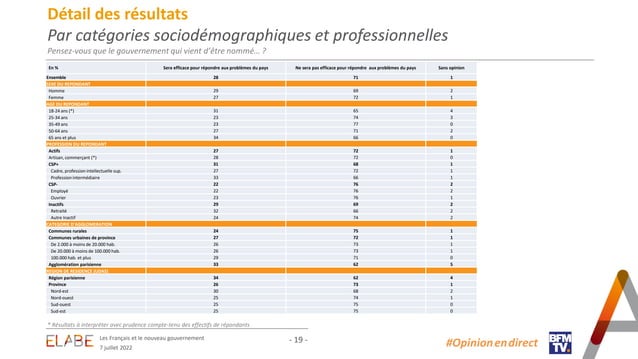 Détail des résultats
Par catégories sociodémographiques et professionnelles
Pensez-vous que le gouvernement qui vient d'être nommé… ?
En % Sera efficace pour répondre aux problèmes du pays Ne sera pas efficace pour répondre aux problèmes du pays Sans opinion
Ensemble 28 71 1
SEXE DU REPONDANT
Homme 29 69 2
Femme 27 72 1
AGE DU REPONDANT
18-24 ans (*) 31 65 4
25-34 ans 23 74 3
35-49 ans 23 77 0
50-64 ans 27 71 2
65 ans et plus 34 66 0
PROFESSION DU REPONDANT
Actifs 27 72 1
Artisan, commerçant (*) 28 72 0
CSP+ 31 68 1
Cadre, profession intellectuelle sup. 27 72 1
Profession intermédiaire 33 66 1
CSP- 22 76 2
Employé 22 76 2
Ouvrier 23 76 1
Inactifs 29 69 2
Retraité 32 66 2
Autre inactif 24 74 2
CATEGORIE D'AGGLOMERATION
Communes rurales 24 75 1
Communes urbaines de province 27 72 1
De 2.000 à moins de 20.000 hab. 26 73 1
De 20.000 à moins de 100.000 hab. 26 73 1
100.000 hab. et plus 29 71 0
Agglomération parisienne 33 62 5
REGION DE RESIDENCE (UDA5)
Région parisienne 34 62 4
Province 26 73 1
Nord-est 30 68 2
Nord-ouest 25 74 1
Sud-ouest 25 75 0
Sud-est 25 75 0
* Résultats à interpréter avec prudence compte-tenu des effectifs de répondants
ELABE
Les Français et le nouveau gouvernement
7 juillet 2022
- 19 -
#Opinion en direct
BFM
TV.